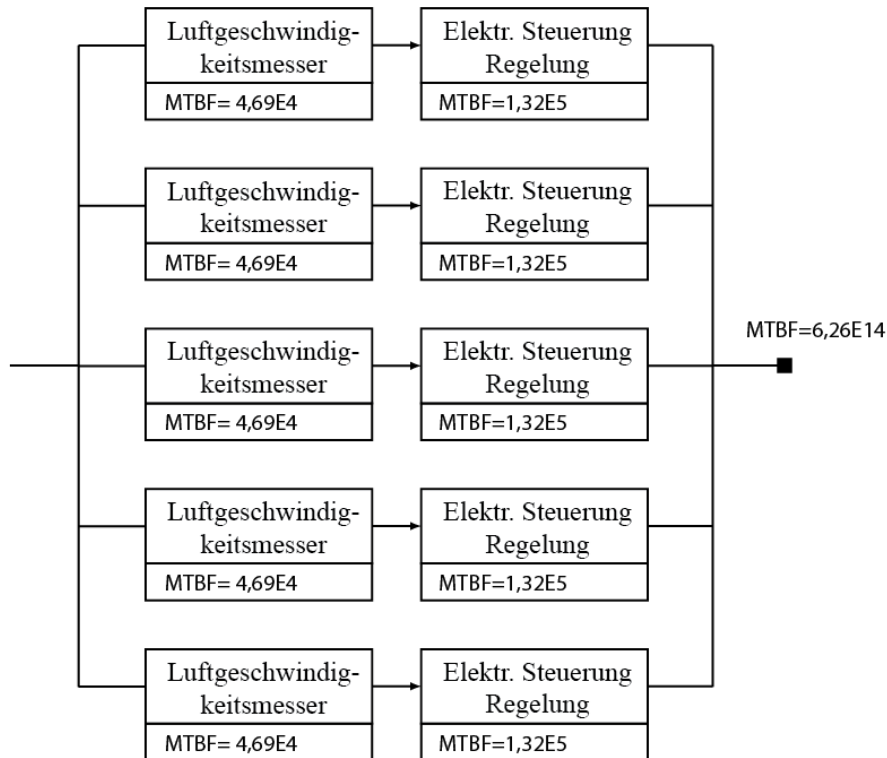 Luftgeschwindig-
keitsmesser
MTBF= 4,69E4
Elektr. Steuerung
Regelung
MTBF=1,32E5
Luftgeschwindig-
keitsmesser
MTBF= 4,69E4
Elektr. Steuerung
Regelung
MTBF=1,32E5
Luftgeschwindig-
keitsmesser
MTBF= 4,69E4
Elektr. Steuerung
Regelung
MTBF=1,32E5
MTBF=6,26E14
Luftgeschwindig-
keitsmesser
MTBF= 4,69E4
Elektr. Steuerung
Regelung
MTBF=1,32E5
Luftgeschwindig-
keitsmesser
MTBF= 4,69E4
Elektr. Steuerung
Regelung
MTBF=1,32E5